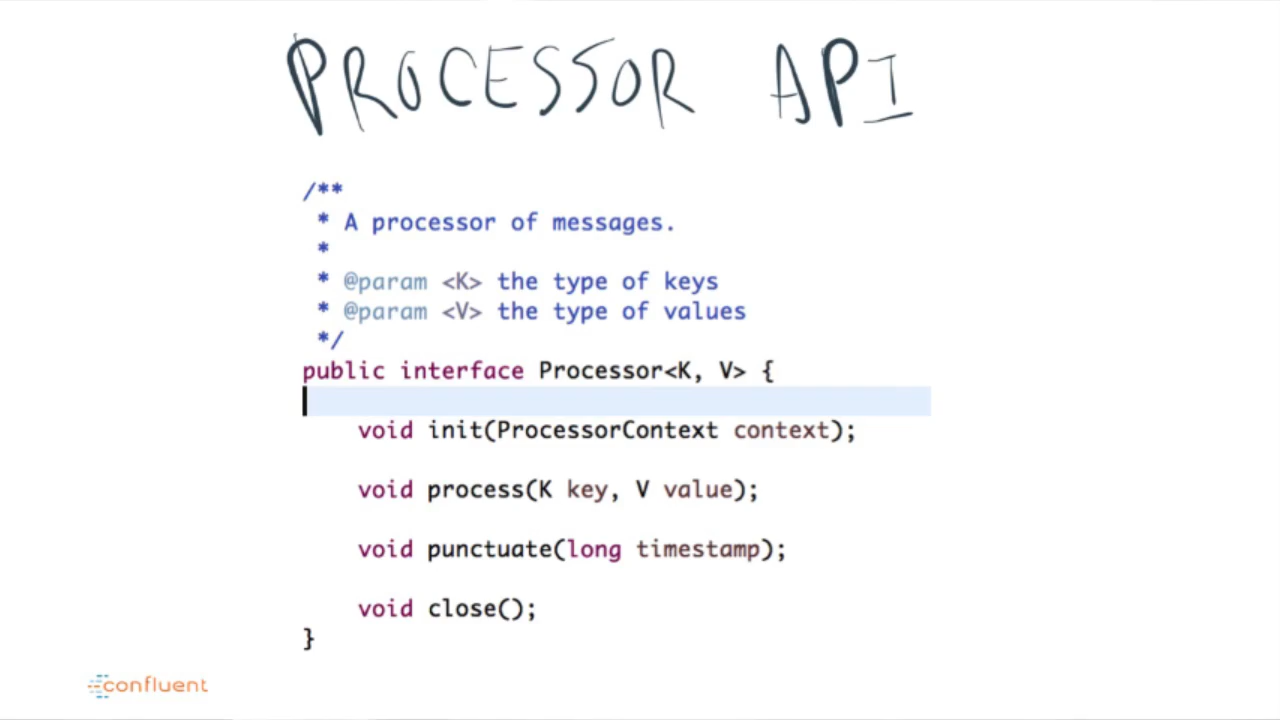 PROCESSOR API
/**
* A processor of messages.
*
* @param <K> the type of keys
* @param <V> the type of values
*/
public interface Processor<K, V> {
void init(ProcessorContext context);
void process(K key, V value);
void punctuate(long timestamp);
void close();
}
confluent